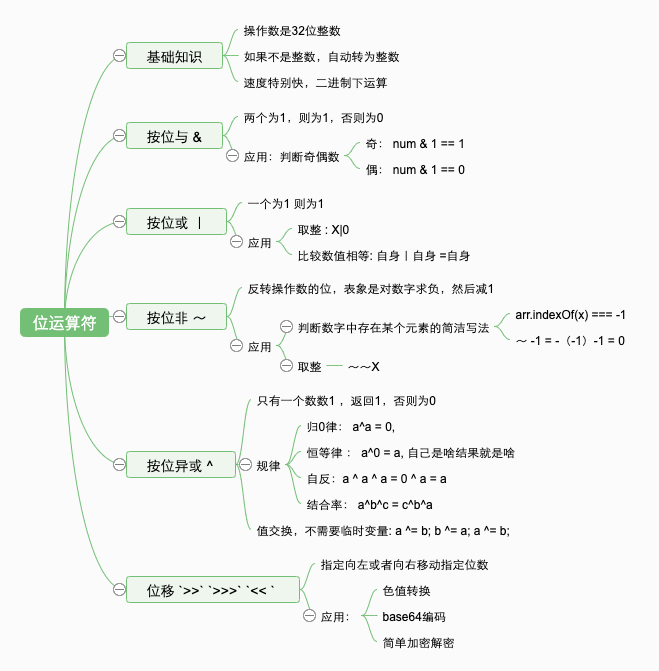 位运算符
基础知识
操作数是32位整数
如果不是整数，自动转为整数
速度特别快，二进制下运算
按位与 &
两个为1，则为1，否则为0
应用：判断奇偶数
奇： num & 1 == 1
偶： num & 1 == 0
按位或 ｜
一个为1 则为1
应用
取整 : X|0
比较数值相等: 自身｜自身 =自身
按位非 ～
反转操作数的位，表象是对数字求负，然后减1
应用
判断数字中存在某个元素的简洁写法
arr.indexOf(x) === -1
～ -1 = -（-1）-1 = 0
取整
～～X
按位异或 ^
只有一个数数1 ，返回1，否则为0
规律
归0律： a^a = 0,
恒等律 ： a^0 = a, 自己是啥结果就是啥
自反：a ^ a ^ a = 0 ^ a = a
结合率： a^b^c = c^b^a
值交换，不需要临时变量: a ^= b; b ^= a; a ^= b;
位移 `>>` `>>>` `<< `
指定向左或者向右移动指定位数
应用：
色值转换
base64编码
简单加密解密